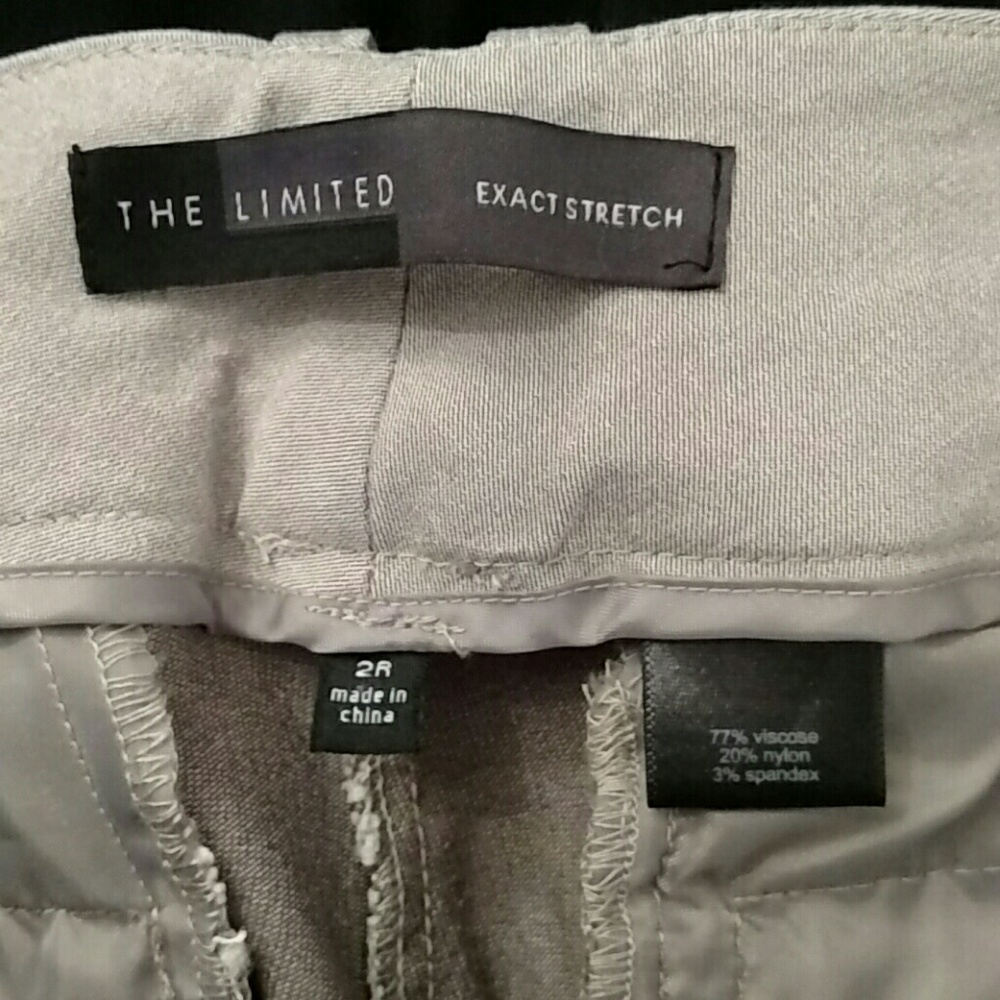 THE LIMITED EXACT STRETCH
2R
made in
china
77% viscose
20% nylon
3% spandex